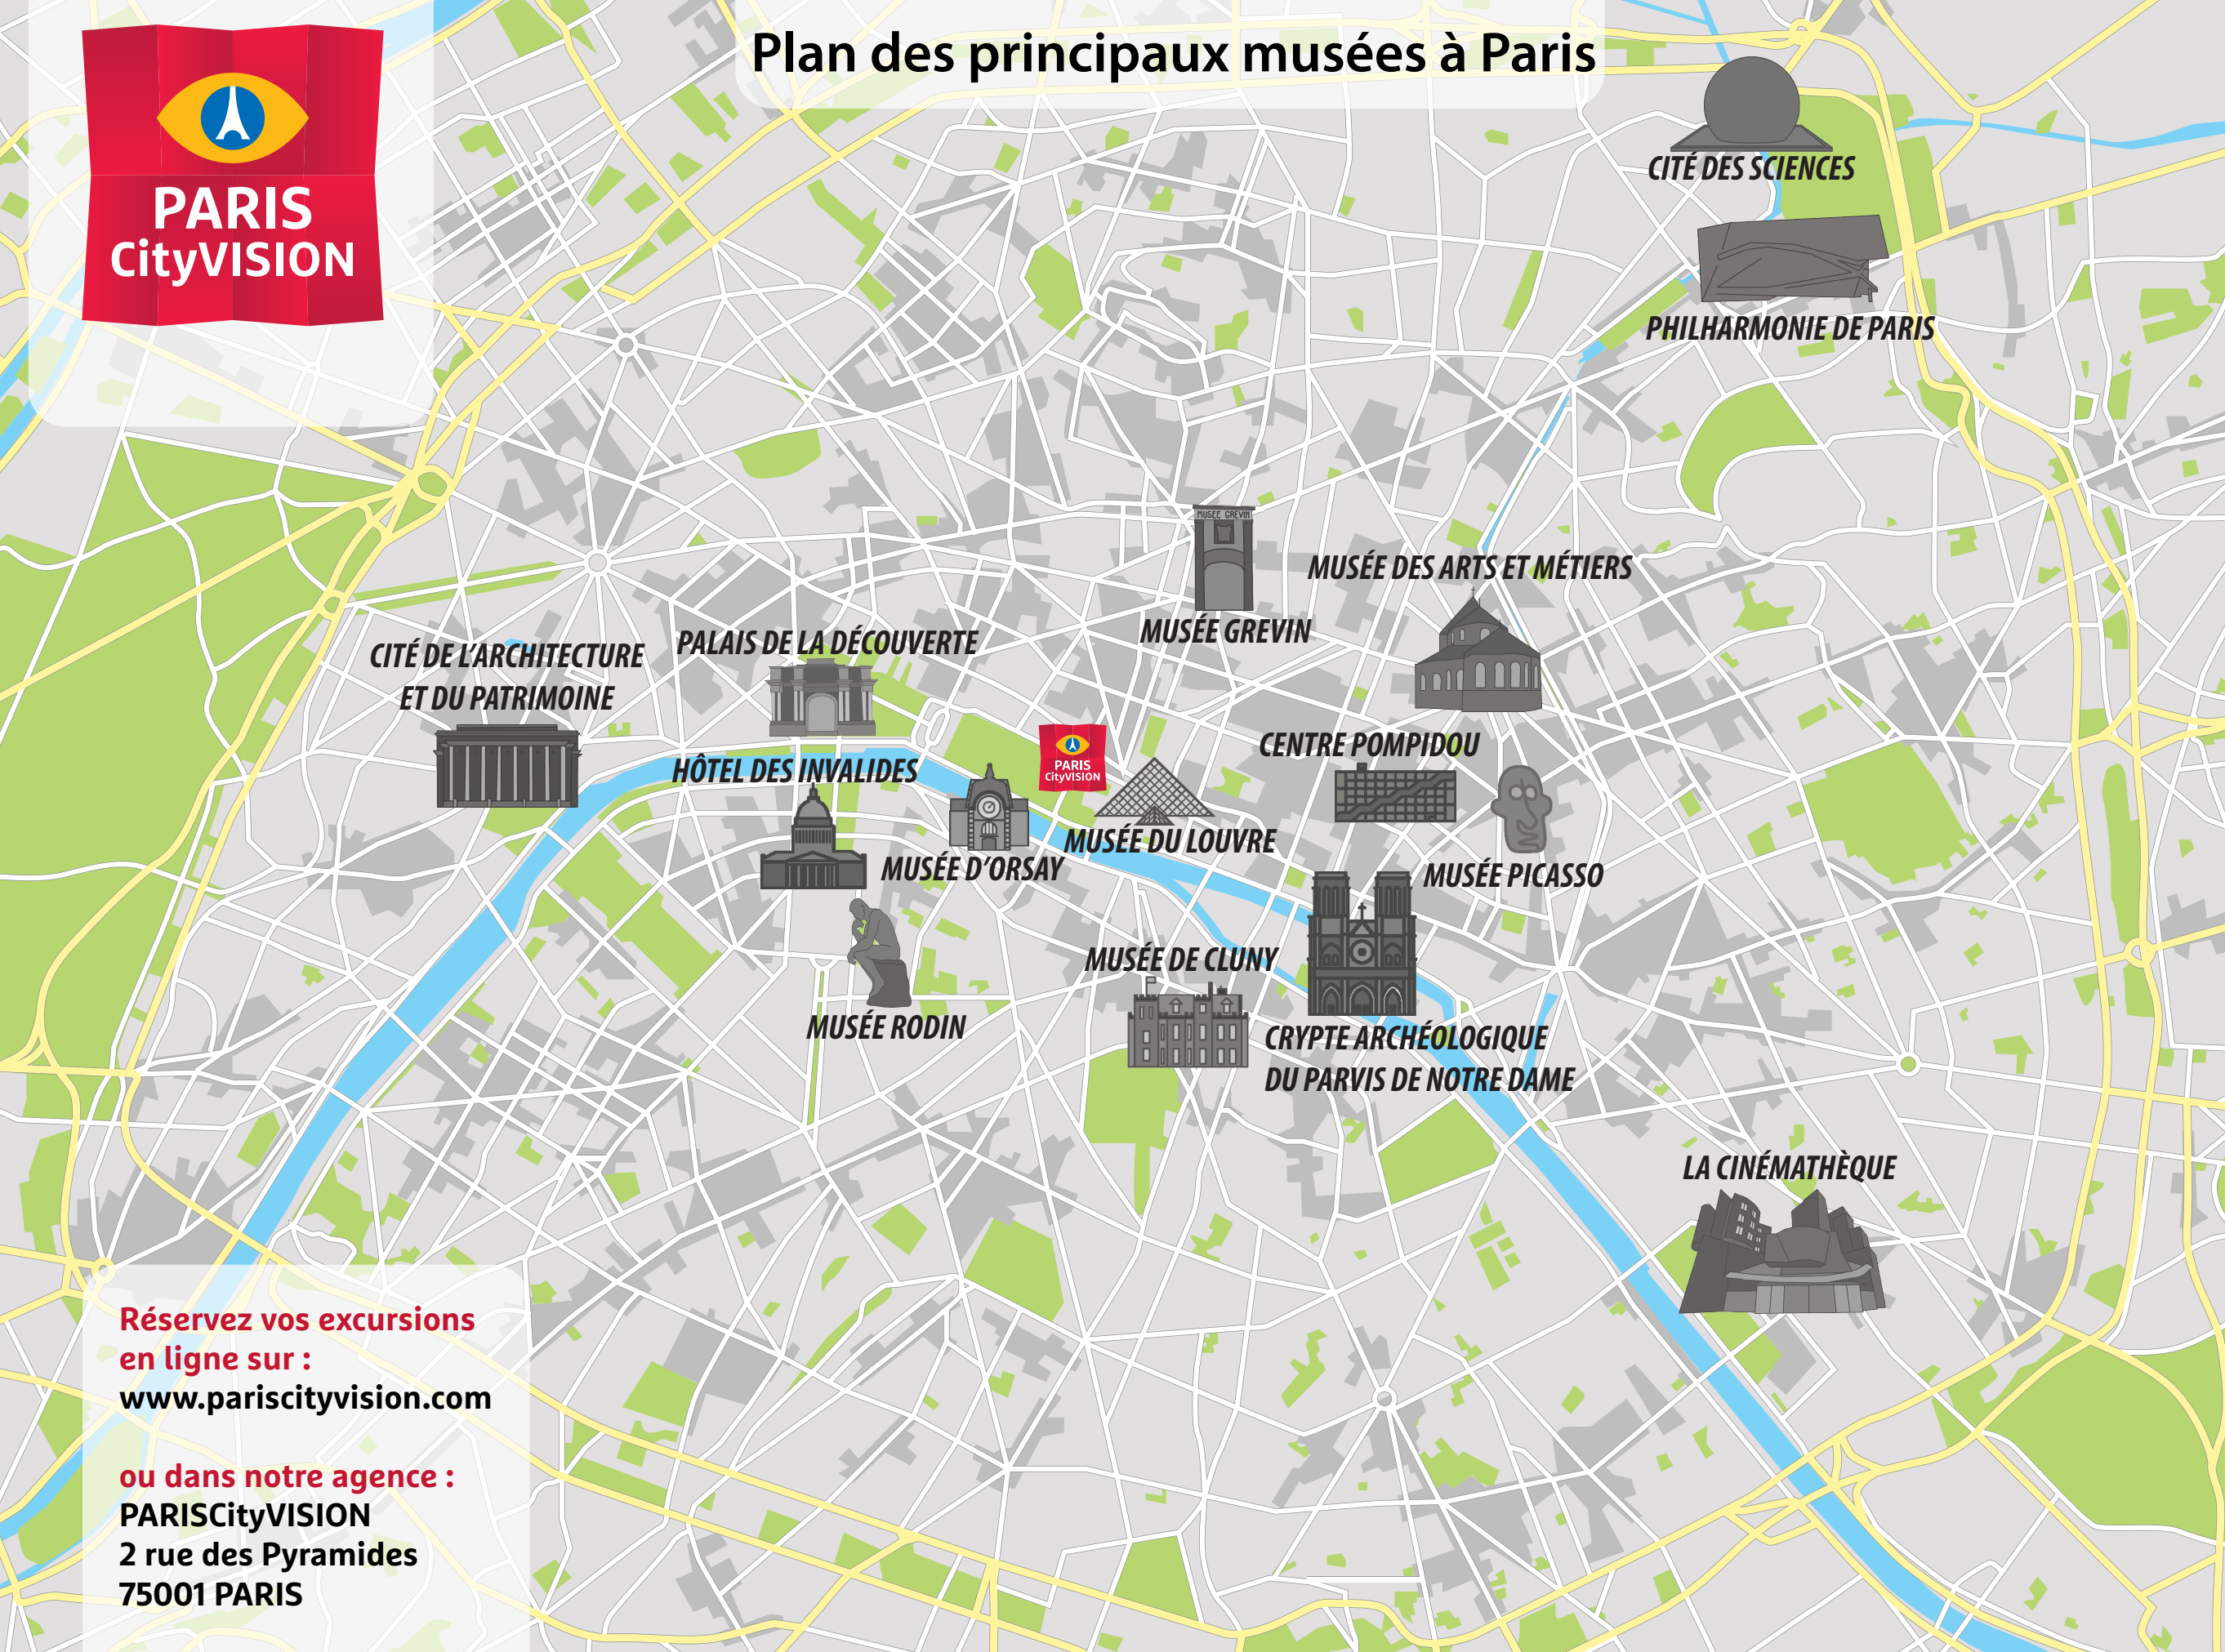 PARIS
CityVISION
Plan des principaux musées à Paris
CITÉ DES SCIENCES
PHILHARMONIE DE PARIS
MUSÉE GREVIN
MUSÉE GREVIN
MUSÉE DES ARTS ET MÉTIERS
CITÉ DE L'ARCHITECTURE
ET DU PATRIMOINE
PALAIS DE LA DÉCOUVERTE
HÔTEL DES INVALIDES
PARIS
CityVISION
CENTRE POMPIDOU
MUSÉE DU LOUVRE
MUSÉE D'ORSAY
MUSÉE PICASSO
MUSÉE DE CLUNY
MUSÉE RODIN
CRYPTE ARCHÉOLOGIQUE
DU PARVIS DE NOTRE DAME
LA CINÉMATHÈQUE
Réservez vos excursions
en ligne sur :
www.pariscityvision.com
ou dans notre agence :
PARISCityVISION
2 rue des Pyramides
75001 PARIS